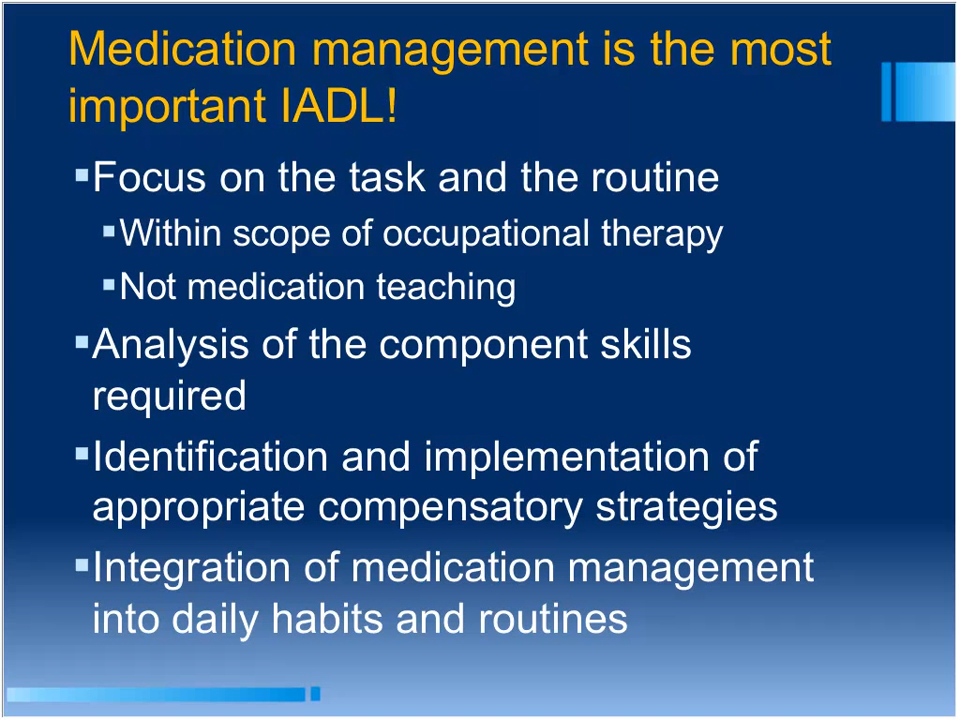 Medication management is the most
important IADL!
▪Focus on the task and the routine
▪Within scope of occupational therapy
▪Not medication teaching
▪Analysis of the component skills
required
▪Identification and implementation of
appropriate compensatory strategies
▪Integration of medication management
into daily habits and routines